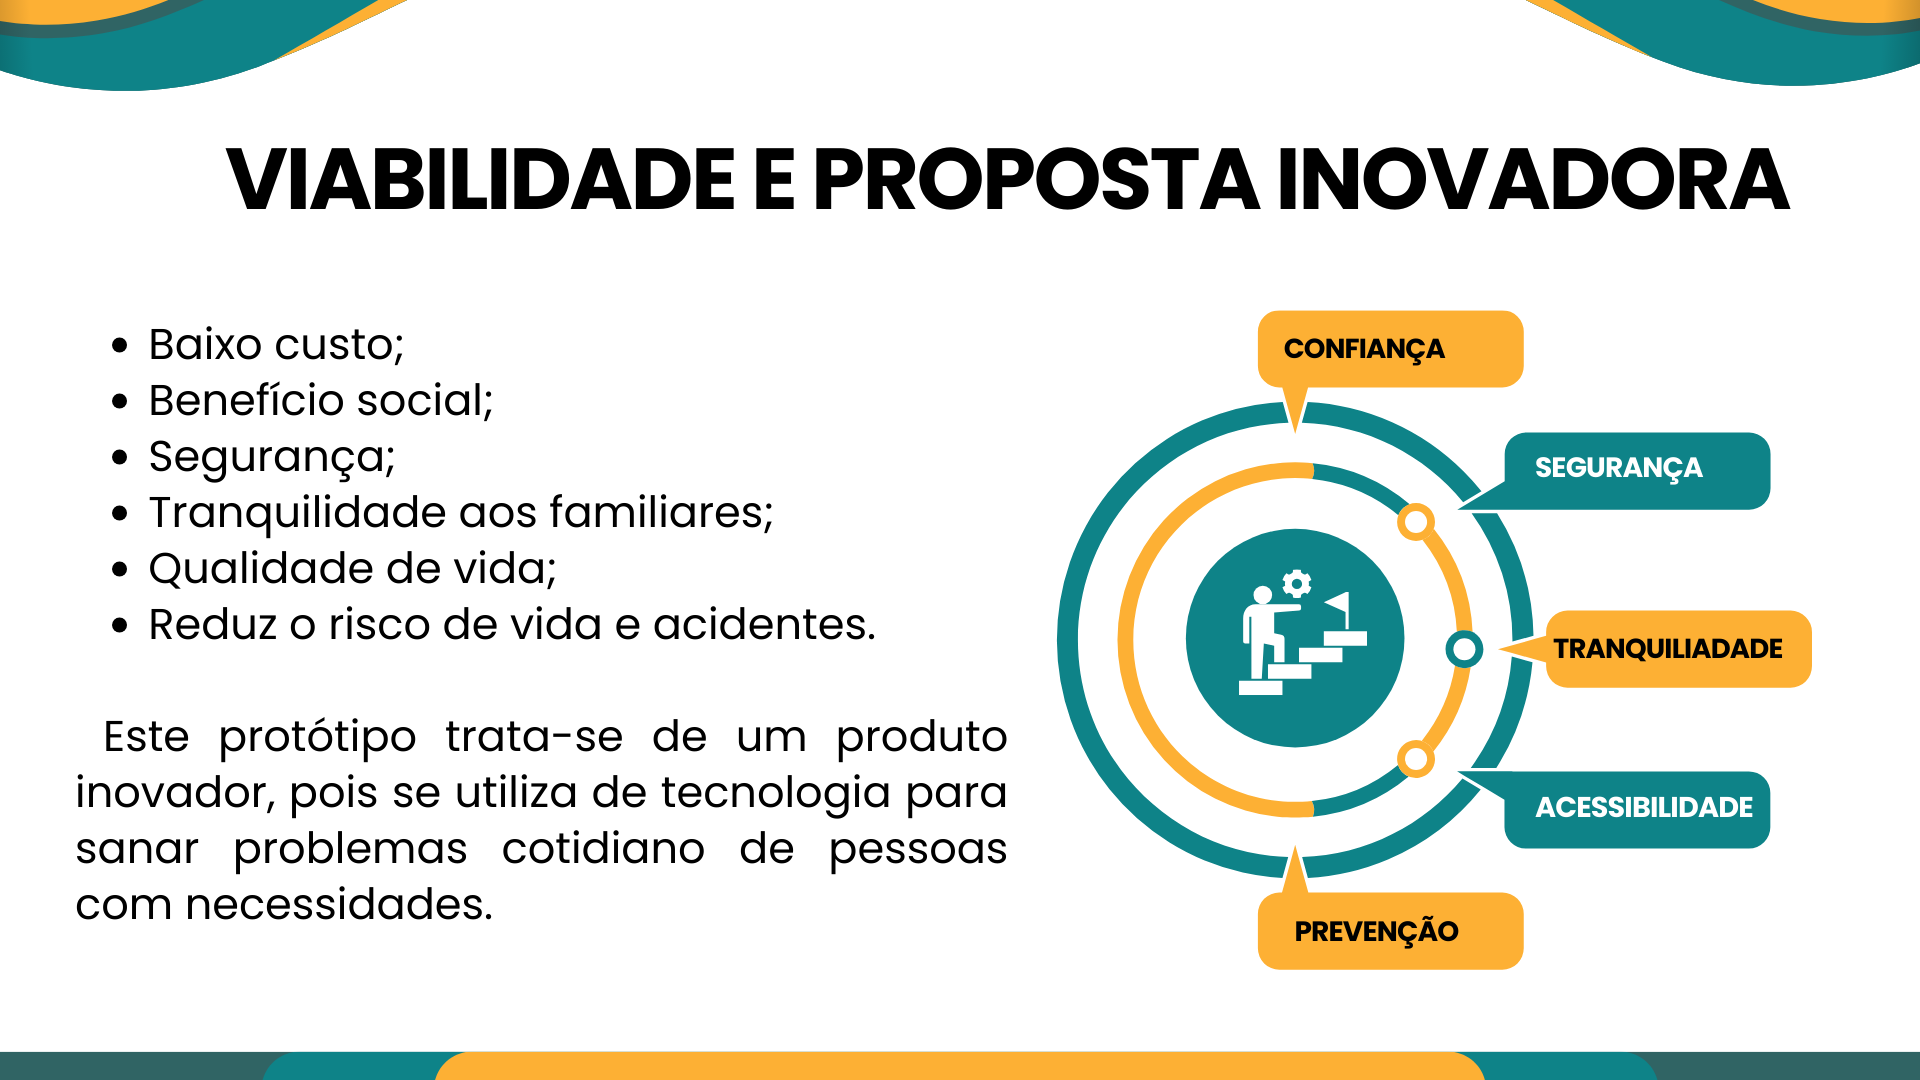 VIABILIDADE E PROPOSTA INOVADORA
• Baixo custo;
• Benefício social;
• Segurança;
• Tranquilidade aos familiares;
• Qualidade de vida;
• Reduz o risco de vida e acidentes.
Este protótipo trata-se de um produto
inovador, pois se utiliza de tecnologia para
sanar problemas cotidiano de pessoas
com necessidades.
CONFIANÇA
SEGURANÇA
TRANQUILIADADE
ACESSIBILIDADE
PREVENÇÃO